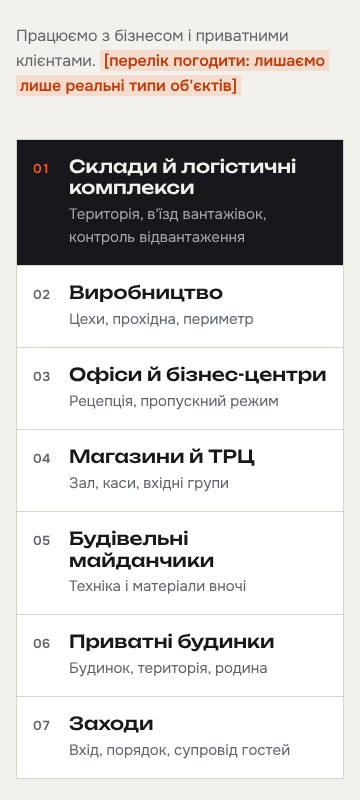 Працюємо з бізнесом і приватними
клієнтами. [перелік погодити: лишаємо
лише реальні типи об'єктів]
01 Склади й логістичні
комплекси
Територія, в'їзд вантажівок,
контроль відвантаження
02 Виробництво
Цехи, прохідна, периметр
03 Офіси й бізнес-центри
Рецепція, пропускний режим
04 Магазини й ТРЦ
Зал, каси, вхідні групи
05 Будівельні
майданчики
Техніка і матеріали вночі
06 Приватні будинки
Будинок, територія, родина
07 Заходи
Вхід, порядок, супровід гостей